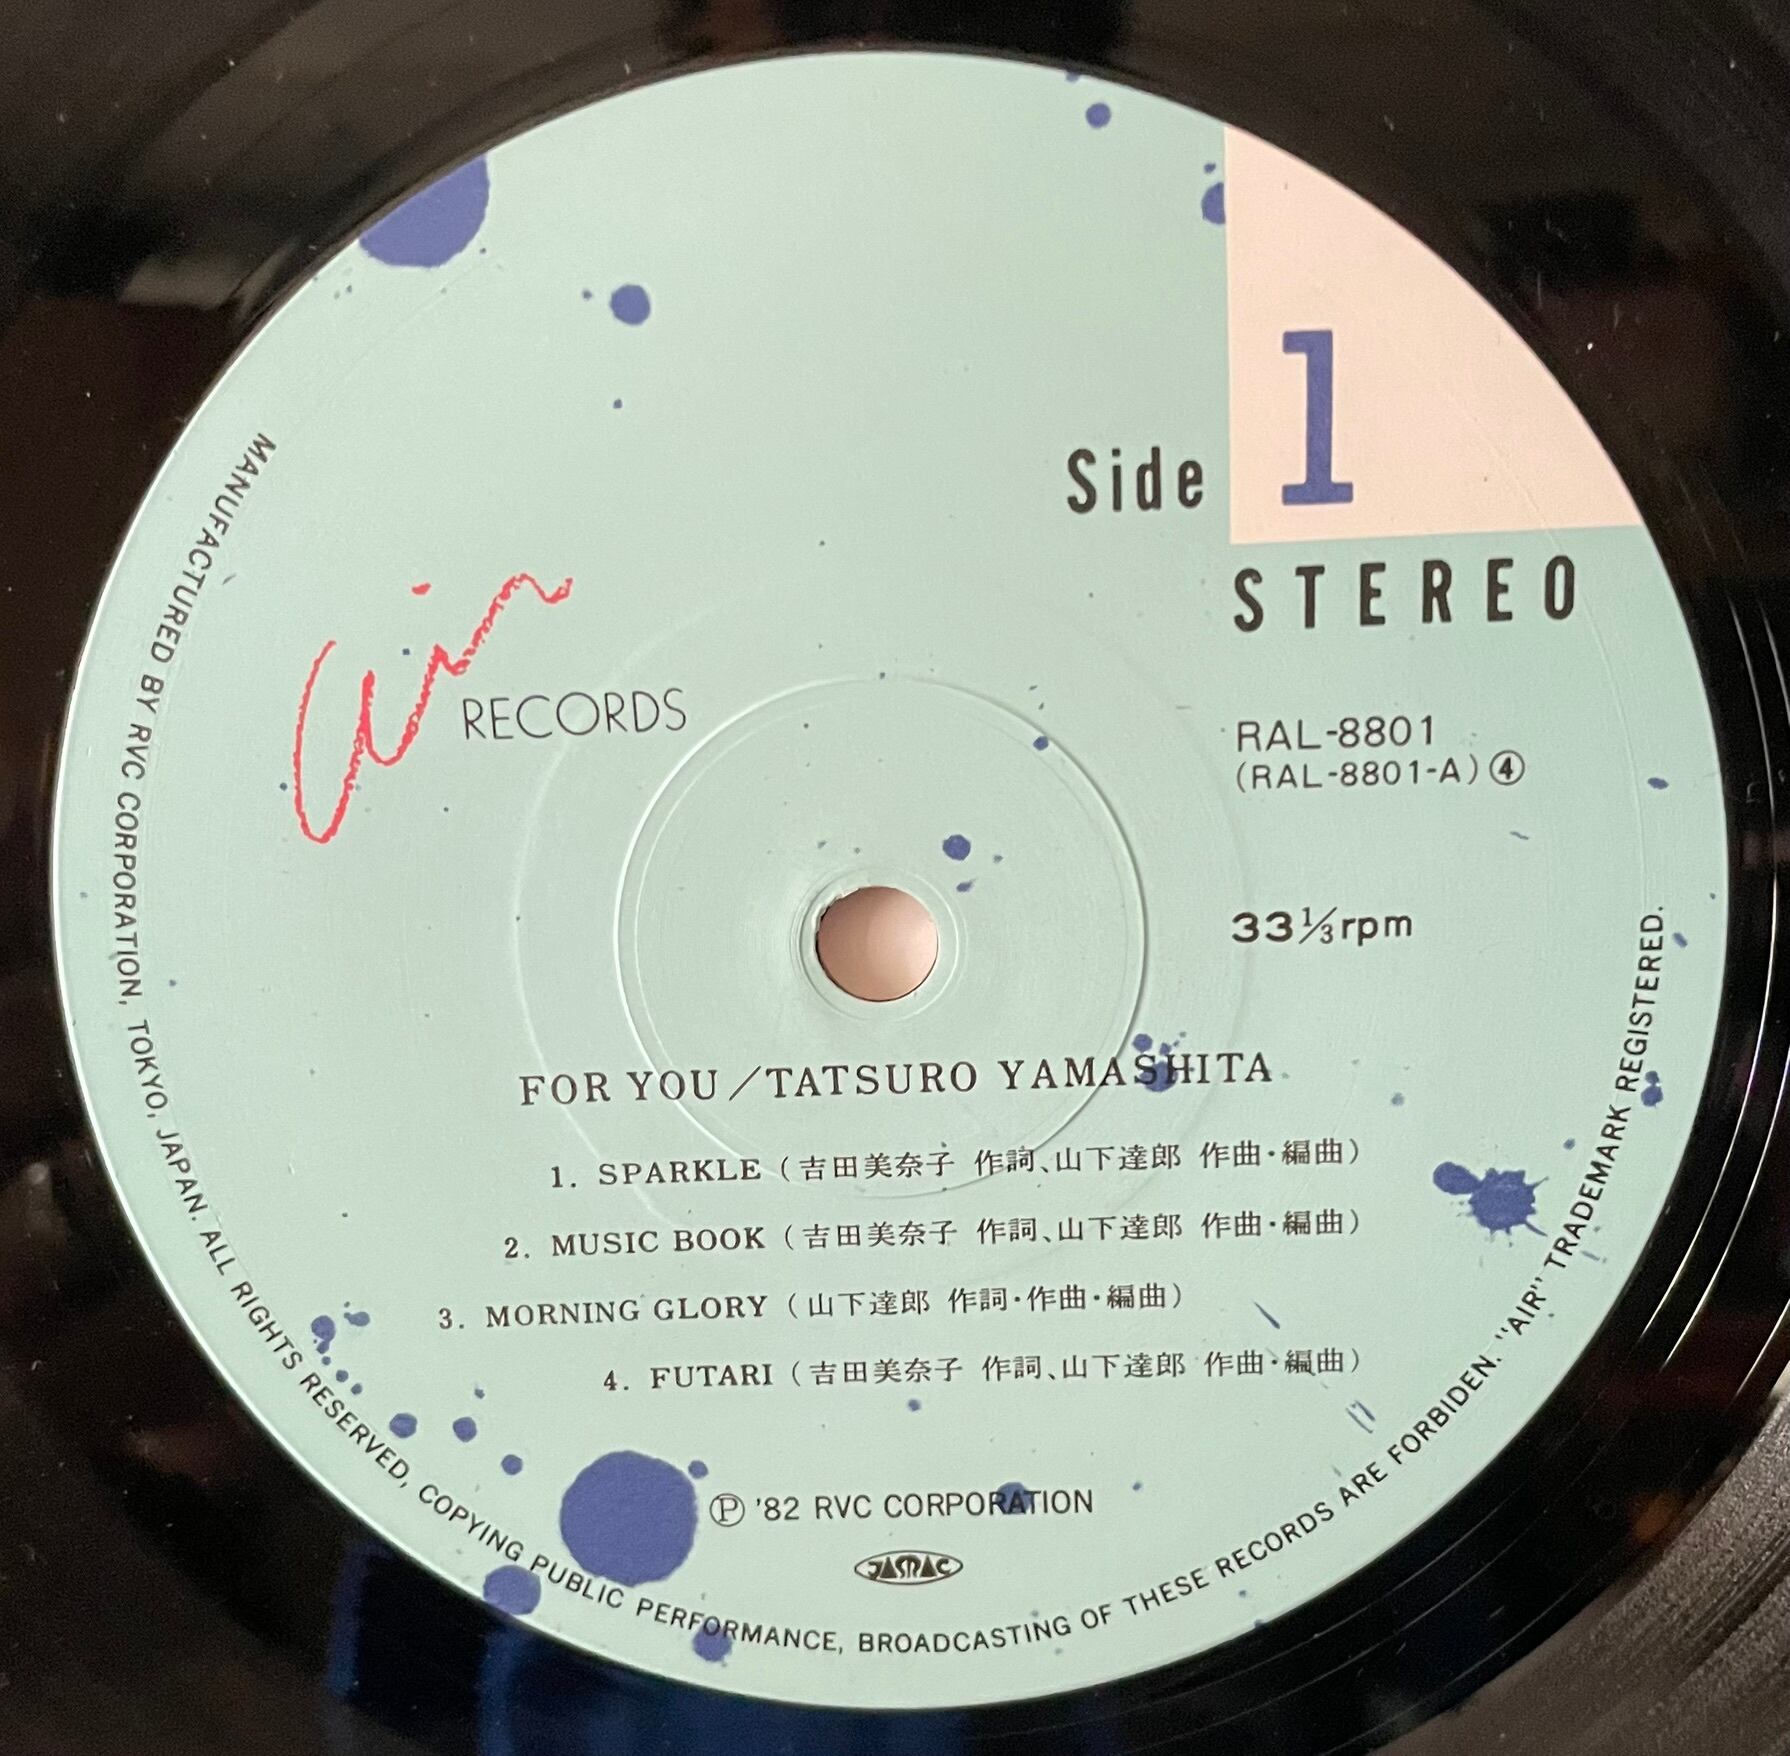 Side 1
STEREO
Air RECORDS
RAL-8801
(RAL-8801-A) ④
33⅓rpm
FOR YOU／TATSURO YAMASHITA
1. SPARKLE (吉田美奈子 作詞、山下達郎 作曲・編曲)
2. MUSIC BOOK (吉田美奈子 作詞、山下達郎 作曲・編曲)
3. MORNING GLORY (山下達郎 作詞・作曲・編曲)
4. FUTARI (吉田美奈子 作詞、山下達郎 作曲・編曲)
Ⓟ '82 RVC CORPORATION
JASRAC
MANUFACTURED BY RVC CORPORATION, TOKYO, JAPAN. ALL RIGHTS RESERVED, COPYING PUBLIC PERFORMANCE, BROADCASTING OF THESE RECORDS ARE FORBIDEN. "AIR" TRADEMARK REGISTERED.